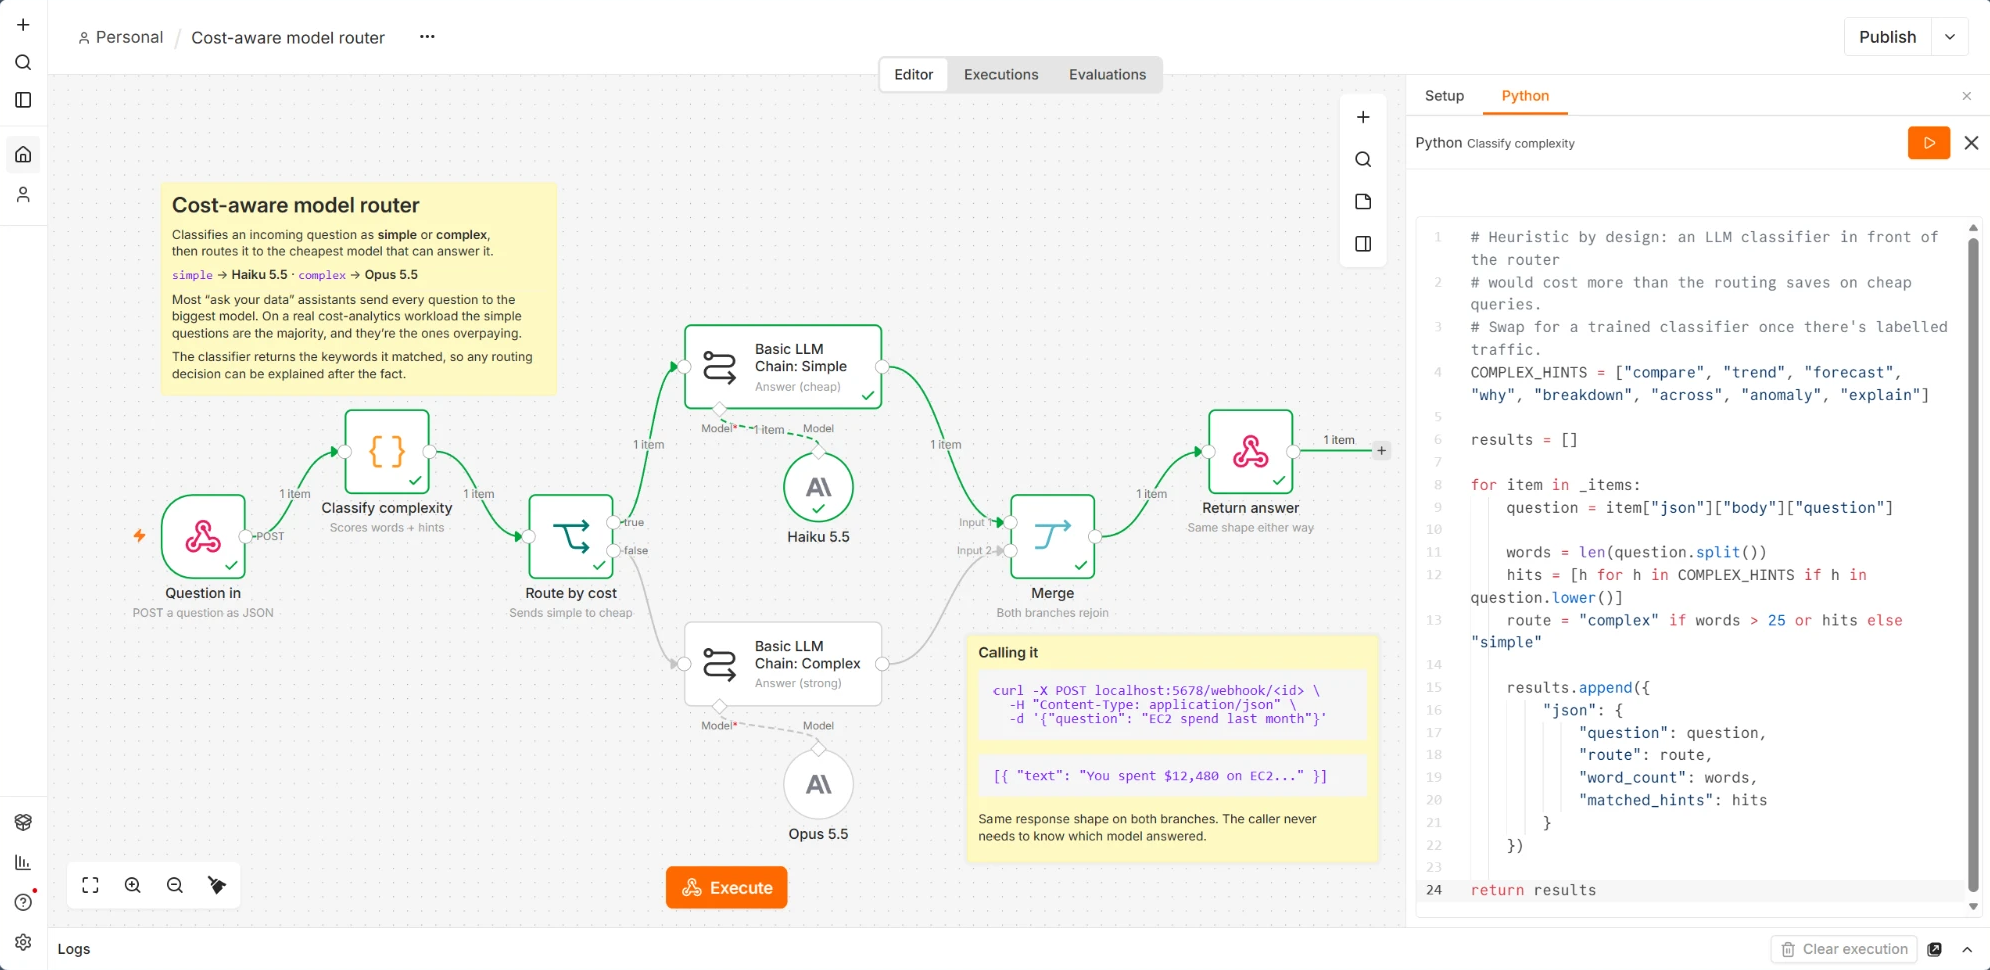 Personal / Cost-aware model router ...
Publish
Editor Executions Evaluations
Setup Python
Python Classify complexity
Cost-aware model router
Classifies an incoming question as simple or complex,
then routes it to the cheapest model that can answer it.
simple → Haiku 5.5 · complex → Opus 5.5
Most “ask your data” assistants send every question to the
biggest model. On a real cost-analytics workload the simple
questions are the majority, and they’re the ones overpaying.
The classifier returns the keywords it matched, so any routing
decision can be explained after the fact.
POST
Question in
POST a question as JSON
1 item
Classify complexity
Scores words + hints
1 item
true
false
Route by cost
Sends simple to cheap
1 item
Basic LLM
Chain: Simple
Answer (cheap)
Model* 1 item Model
Haiku 5.5
Basic LLM
Chain: Complex
Answer (strong)
Model* Model
Opus 5.5
1 item
Input 1
Input 2
Merge
Both branches rejoin
1 item
Return answer
Same shape either way
1 item
Calling it
curl -X POST localhost:5678/webhook/<id> \
-H "Content-Type: application/json" \
-d '{"question": "EC2 spend last month"}'
[{ "text": "You spent $12,480 on EC2..." }]
Same response shape on both branches. The caller never
needs to know which model answered.
Execute
1 # Heuristic by design: an LLM classifier in front of
the router
2 # would cost more than the routing saves on cheap
queries.
3 # Swap for a trained classifier once there's labelled
traffic.
4 COMPLEX_HINTS = ["compare", "trend", "forecast",
"why", "breakdown", "across", "anomaly", "explain"]
5
6 results = []
7
8 for item in _items:
9 question = item["json"]["body"]["question"]
10
11 words = len(question.split())
12 hits = [h for h in COMPLEX_HINTS if h in
question.lower()]
13 route = "complex" if words > 25 or hits else
"simple"
14
15 results.append({
16 "json": {
17 "question": question,
18 "route": route,
19 "word_count": words,
20 "matched_hints": hits
21 }
22 })
23
24 return results
Logs
Clear execution